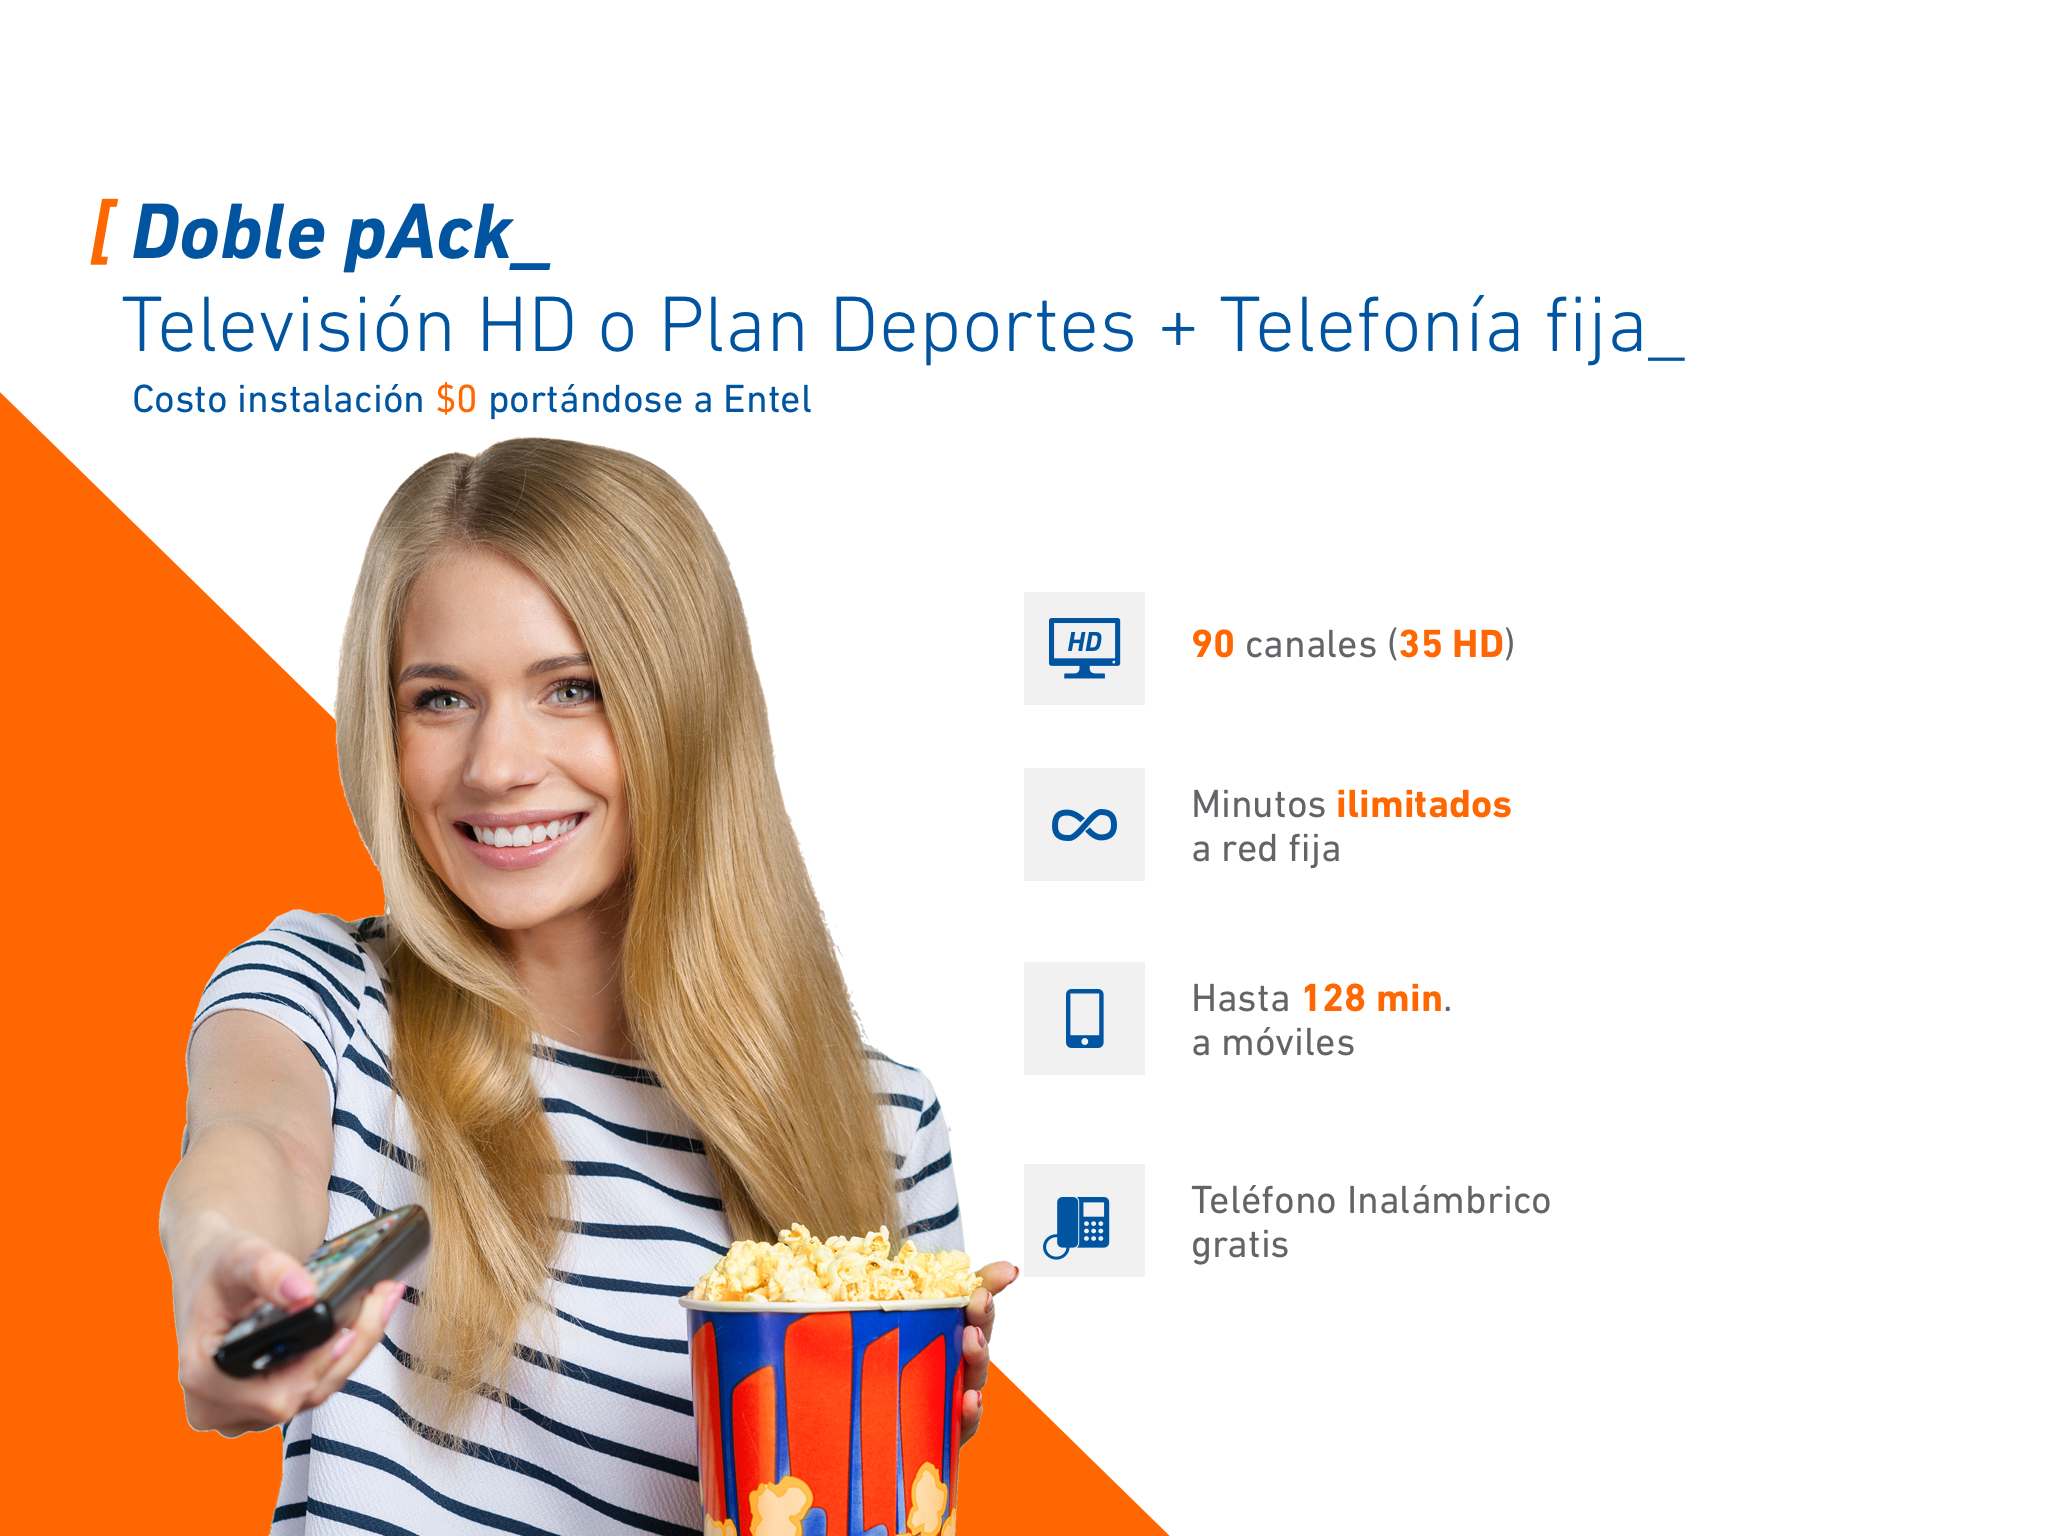 [ Doble pAck_
Televisión HD o Plan Deportes + Telefonía fija_
Costo instalación $0 portándose a Entel
HD
90 canales (35 HD)
Minutos ilimitados
a red fija
Hasta 128 min.
a móviles
Teléfono Inalámbrico
gratis